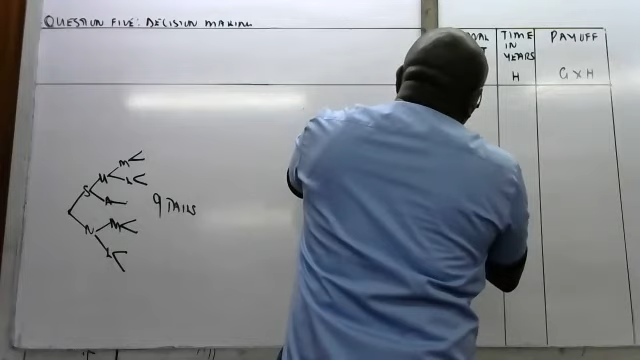 QUESTION FIVE: DECISION MAKING
TIME IN YEARS
H
PAYOFF
G X H
M
M
L
S
A
9 TAILS
N
M
L